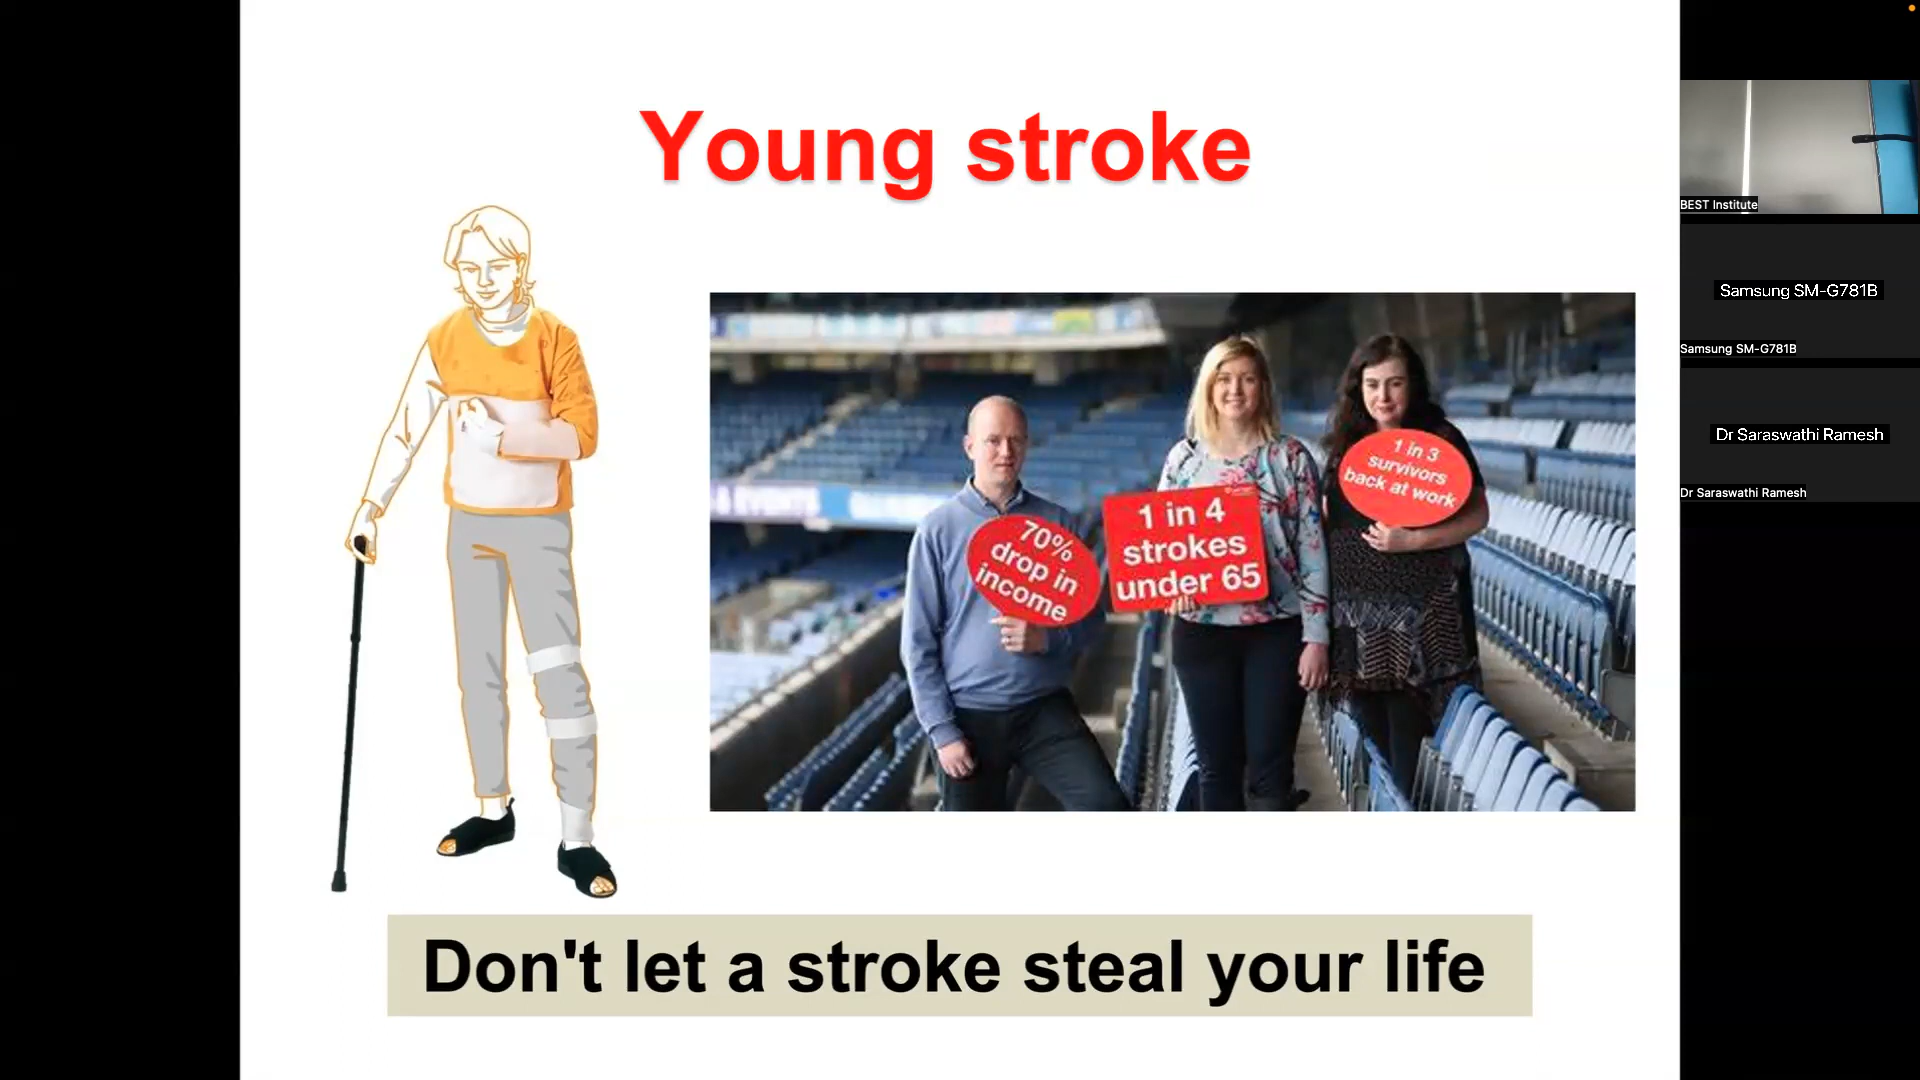 Young stroke
70%
drop in
income
1 in 4
strokes
under 65
1 in 3
survivors
back at work
Don't let a stroke steal your life
BEST Institute
Samsung SM-G781B
Samsung SM-G781B
Dr Saraswathi Ramesh
Dr Saraswathi Ramesh